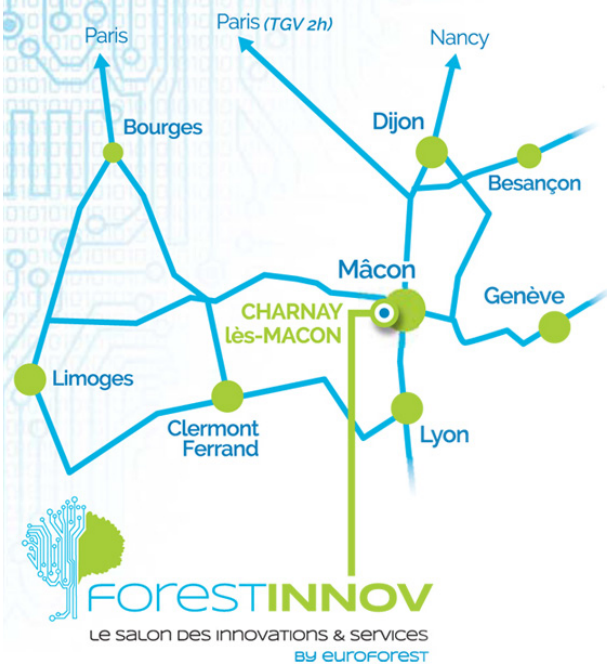 Paris
Paris (TGV 2h)
Nancy
Bourges
Dijon
Besançon
Mâcon
Genève
CHARNAY
lès-MACON
Limoges
Clermont
Ferrand
Lyon
FORESTINNOV
Le salon des innovations & services
by euroforest